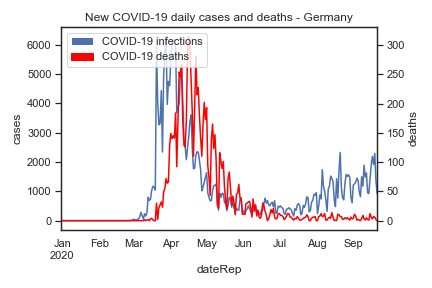 New COVID-19 daily cases and deaths - Germany
COVID-19 infections
COVID-19 deaths
6000
5000
4000
3000
2000
1000
0
cases
300
250
200
150
100
50
0
deaths
Jan Feb Mar Apr May Jun Jul Aug Sep
2020
dateRep